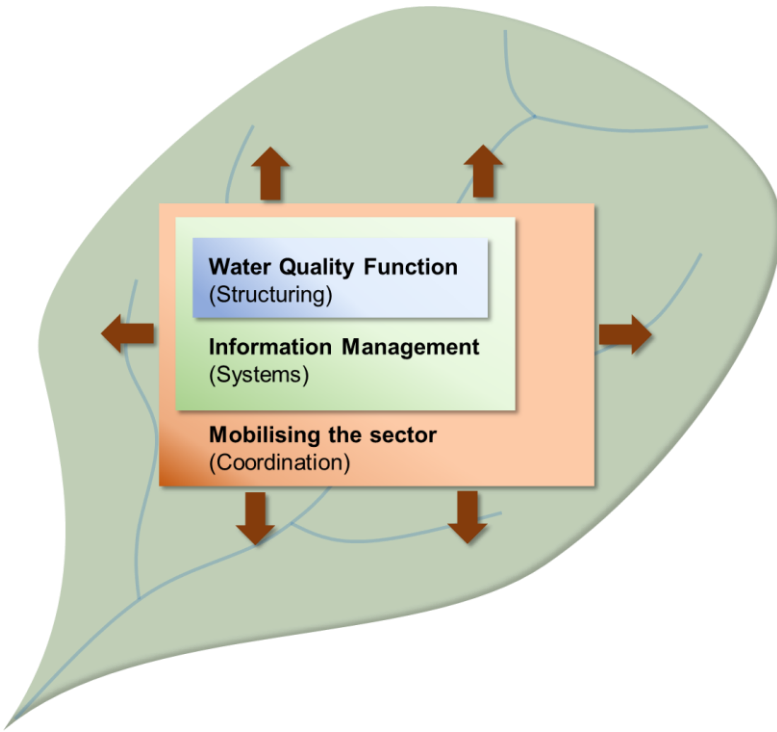 Water Quality Function
(Structuring)
Information Management
(Systems)
Mobilising the sector
(Coordination)